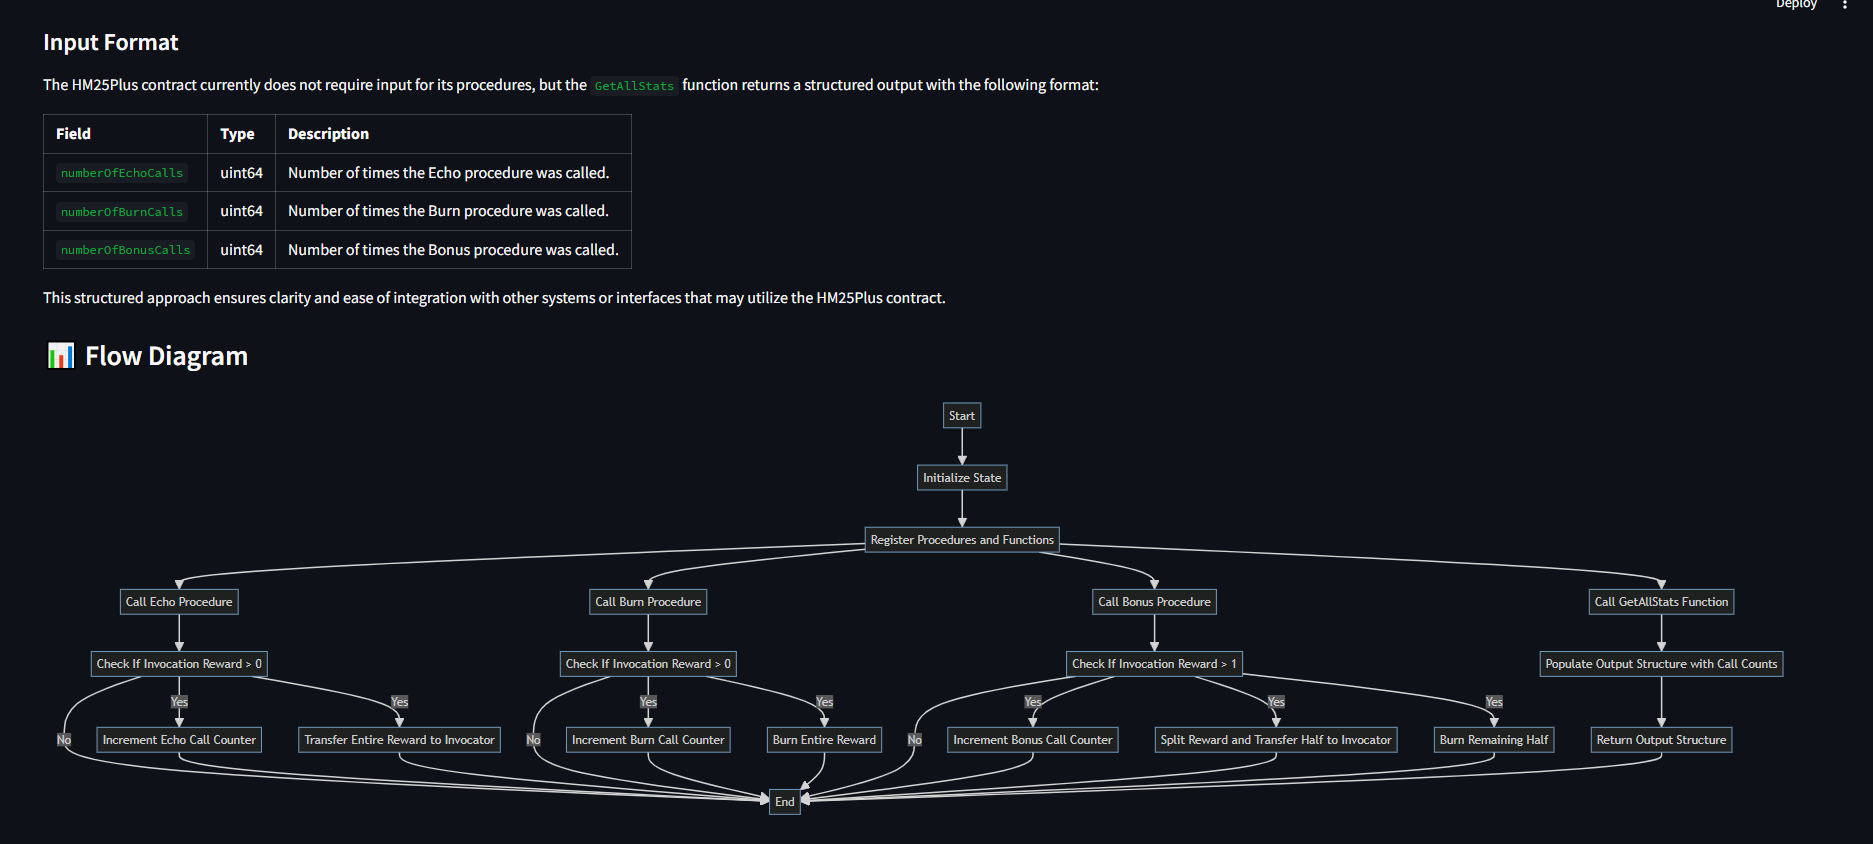 Deploy
Input Format
The HM25Plus contract currently does not require input for its procedures, but the GetAllStats function returns a structured output with the following format:
Field Type Description
numberOfEchoCalls uint64 Number of times the Echo procedure was called.
numberOfBurnCalls uint64 Number of times the Burn procedure was called.
numberOfBonusCalls uint64 Number of times the Bonus procedure was called.
This structured approach ensures clarity and ease of integration with other systems or interfaces that may utilize the HM25Plus contract.
Flow Diagram
Start
Initialize State
Register Procedures and Functions
Call Echo Procedure Call Burn Procedure Call Bonus Procedure Call GetAllStats Function
Check If Invocation Reward > 0 Check If Invocation Reward > 0 Check If Invocation Reward > 1 Populate Output Structure with Call Counts
Yes Yes Yes Yes Yes Yes Yes
No Increment Echo Call Counter Transfer Entire Reward to Invocator No Increment Burn Call Counter Burn Entire Reward No Increment Bonus Call Counter Split Reward and Transfer Half to Invocator Burn Remaining Half Return Output Structure
End